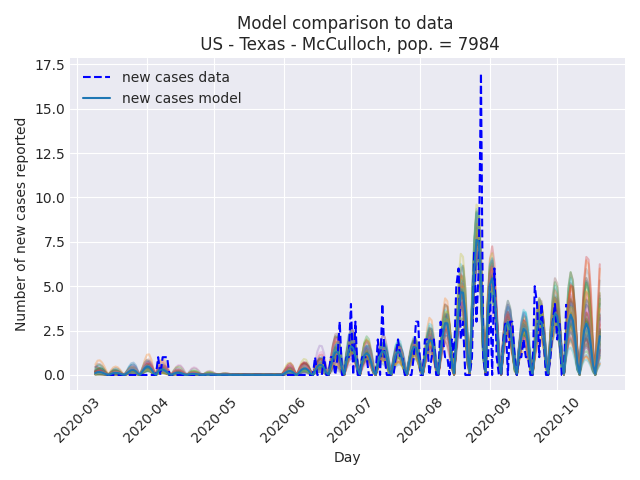 Model comparison to data
US - Texas - McCulloch, pop. = 7984
new cases data
new cases model
Number of new cases reported
17.5
15.0
12.5
10.0
7.5
5.0
2.5
0.0
2020-03
2020-04
2020-05
2020-06
2020-07
2020-08
2020-09
2020-10
Day